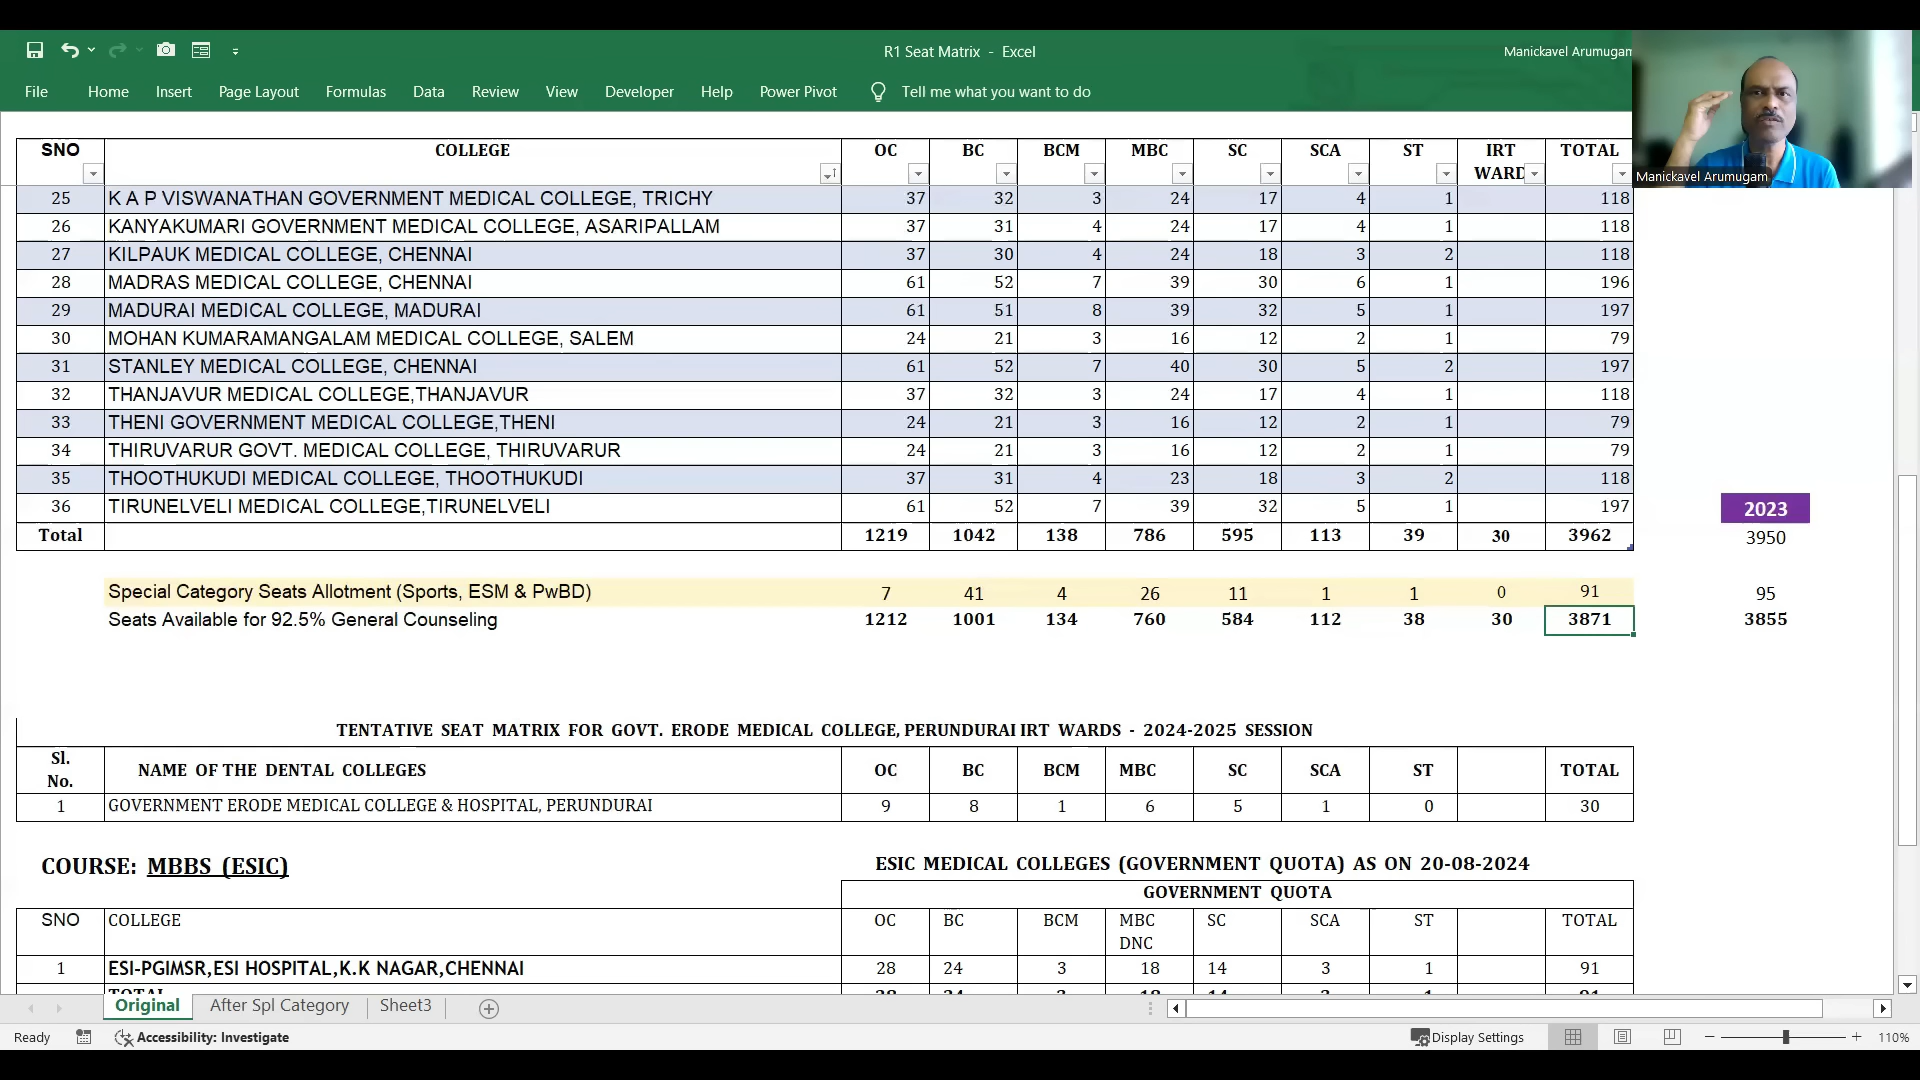 R1 Seat Matrix - Excel
Manickavel Arumugam
File Home Insert Page Layout Formulas Data Review View Developer Help Power Pivot Tell me what you want to do
Manickavel Arumugam
SNO COLLEGE OC BC BCM MBC SC SCA ST IRT WARD TOTAL
25 K A P VISWANATHAN GOVERNMENT MEDICAL COLLEGE, TRICHY 37 32 3 24 17 4 1 118
26 KANYAKUMARI GOVERNMENT MEDICAL COLLEGE, ASARIPALLAM 37 31 4 24 17 4 1 118
27 KILPAUK MEDICAL COLLEGE, CHENNAI 37 30 4 24 18 3 2 118
28 MADRAS MEDICAL COLLEGE, CHENNAI 61 52 7 39 30 6 1 196
29 MADURAI MEDICAL COLLEGE, MADURAI 61 51 8 39 32 5 1 197
30 MOHAN KUMARAMANGALAM MEDICAL COLLEGE, SALEM 24 21 3 16 12 2 1 79
31 STANLEY MEDICAL COLLEGE, CHENNAI 61 52 7 40 30 5 2 197
32 THANJAVUR MEDICAL COLLEGE,THANJAVUR 37 32 3 24 17 4 1 118
33 THENI GOVERNMENT MEDICAL COLLEGE,THENI 24 21 3 16 12 2 1 79
34 THIRUVARUR GOVT. MEDICAL COLLEGE, THIRUVARUR 24 21 3 16 12 2 1 79
35 THOOTHUKUDI MEDICAL COLLEGE, THOOTHUKUDI 37 31 4 23 18 3 2 118
36 TIRUNELVELI MEDICAL COLLEGE,TIRUNELVELI 61 52 7 39 32 5 1 197 2023
Total 1219 1042 138 786 595 113 39 30 3962 3950
Special Category Seats Allotment (Sports, ESM & PwBD) 7 41 4 26 11 1 1 0 91 95
Seats Available for 92.5% General Counseling 1212 1001 134 760 584 112 38 30 3871 3855
TENTATIVE SEAT MATRIX FOR GOVT. ERODE MEDICAL COLLEGE, PERUNDURAI IRT WARDS - 2024-2025 SESSION
Sl. No. NAME OF THE DENTAL COLLEGES OC BC BCM MBC SC SCA ST TOTAL
1 GOVERNMENT ERODE MEDICAL COLLEGE & HOSPITAL, PERUNDURAI 9 8 1 6 5 1 0 30
COURSE: MBBS (ESIC) ESIC MEDICAL COLLEGES (GOVERNMENT QUOTA) AS ON 20-08-2024
GOVERNMENT QUOTA
SNO COLLEGE OC BC BCM MBC DNC SC SCA ST TOTAL
1 ESI-PGIMSR,ESI HOSPITAL,K.K NAGAR,CHENNAI 28 24 3 18 14 3 1 91
Original After Spl Category Sheet3
Ready Accessibility: Investigate Display Settings 110%